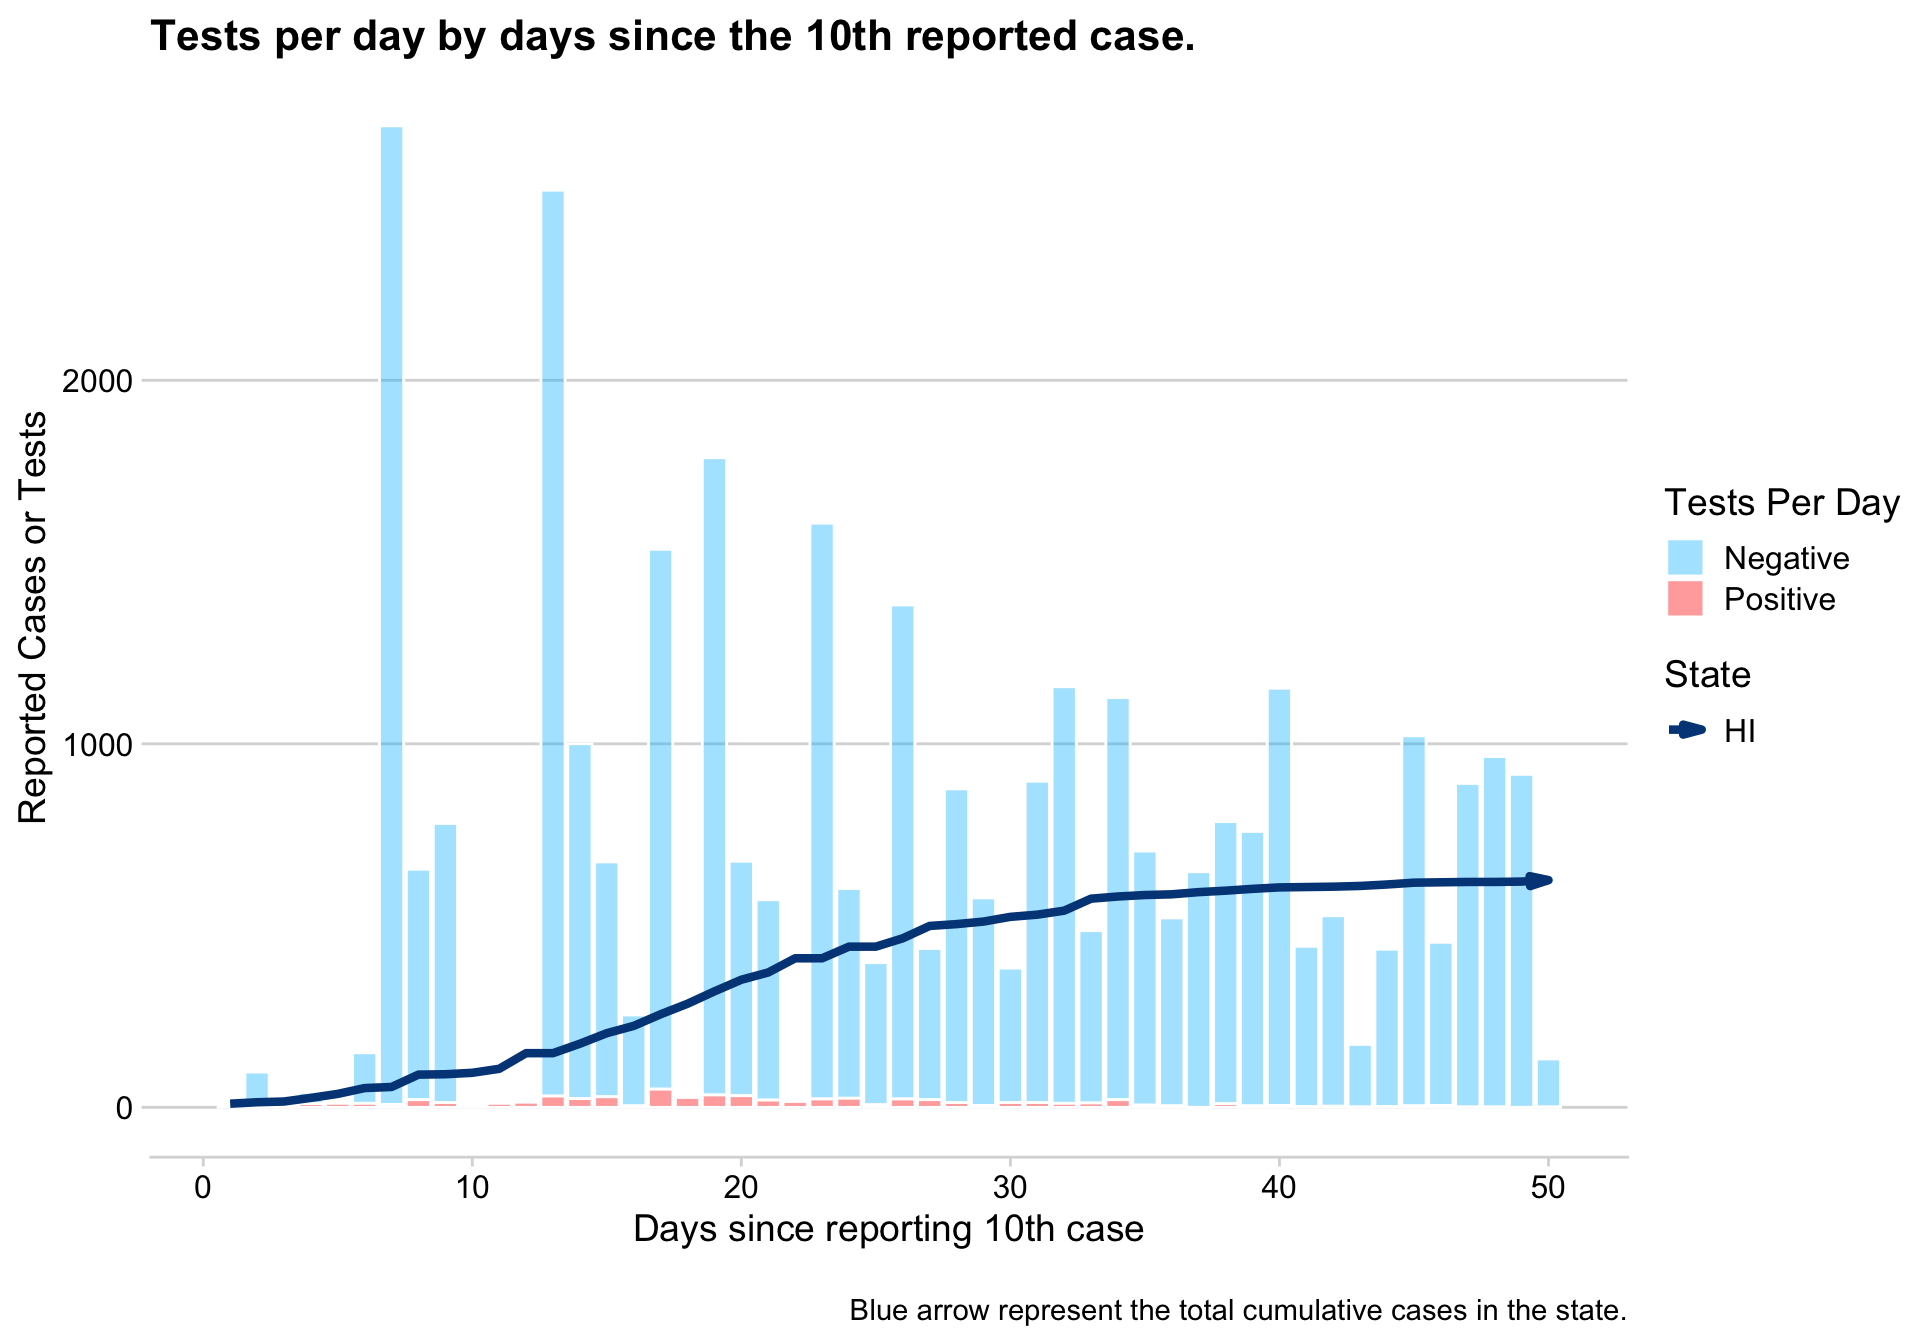 Tests per day by days since the 10th reported case.
Reported Cases or Tests
2000
1000
0
0 10 20 30 40 50
Days since reporting 10th case
Tests Per Day
Negative
Positive
State
HI
Blue arrow represent the total cumulative cases in the state.